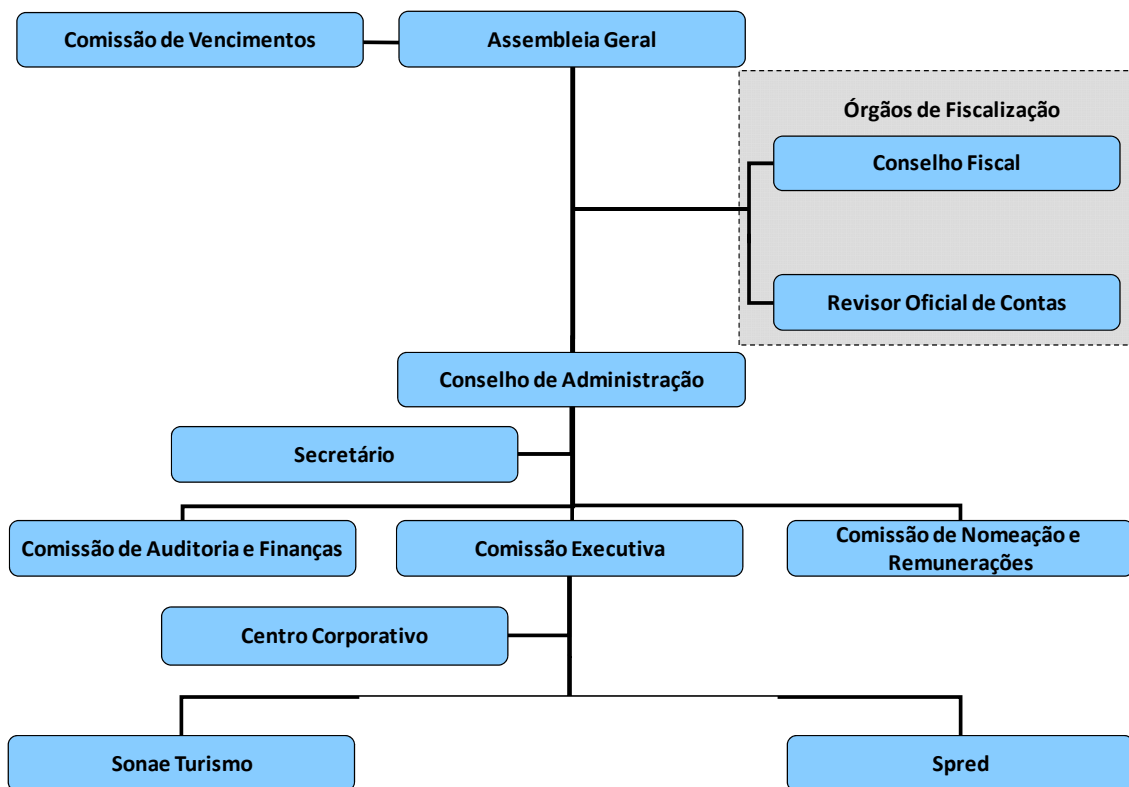 Comissão de Vencimentos
Assembleia Geral
Órgãos de Fiscalização
Conselho Fiscal
Revisor Oficial de Contas
Conselho de Administração
Secretário
Comissão de Auditoria e Finanças
Comissão Executiva
Comissão de Nomeação e
Remunerações
Centro Corporativo
Sonae Turismo
Spred